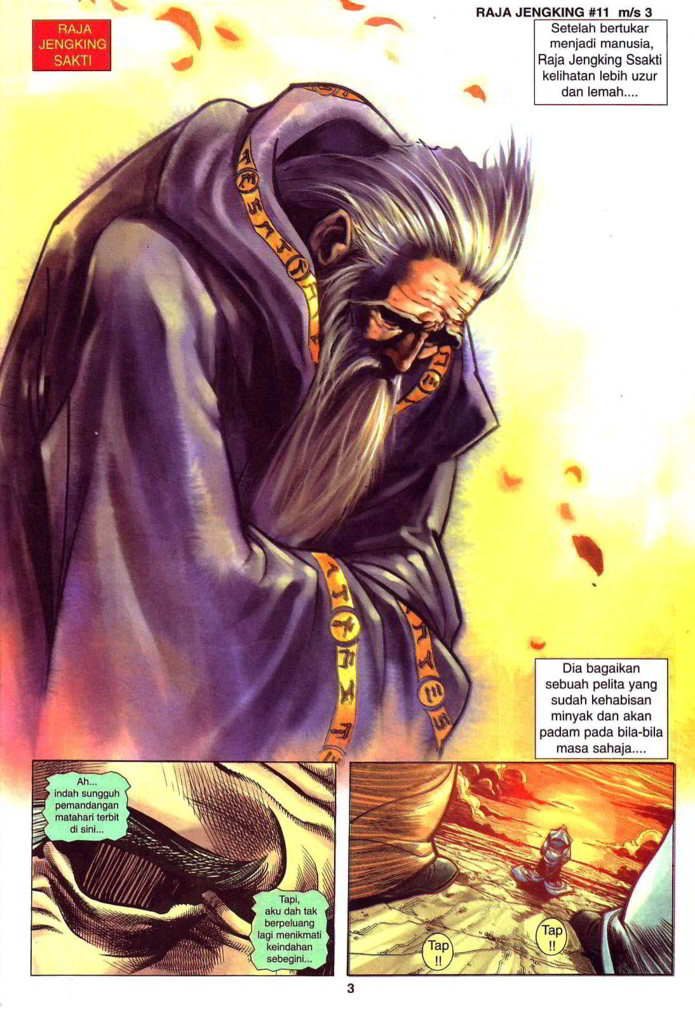 RAJA JENGKING #11 m/s 3
RAJA
JENGKING
SAKTI
Setelah bertukar
menjadi manusia,
Raja Jengking Ssakti
kelihatan lebih uzur
dan lemah....
Dia bagaikan
sebuah pelita yang
sudah kehabisan
minyak dan akan
padam pada bila-bila
masa sahaja....
Ah...
indah sungguh
pemandangan
matahari terbit
di sini...
Tapi,
aku dah tak
berpeluang
lagi menikmati
keindahan
sebegini...
Tap
!!
Tap
!!
3